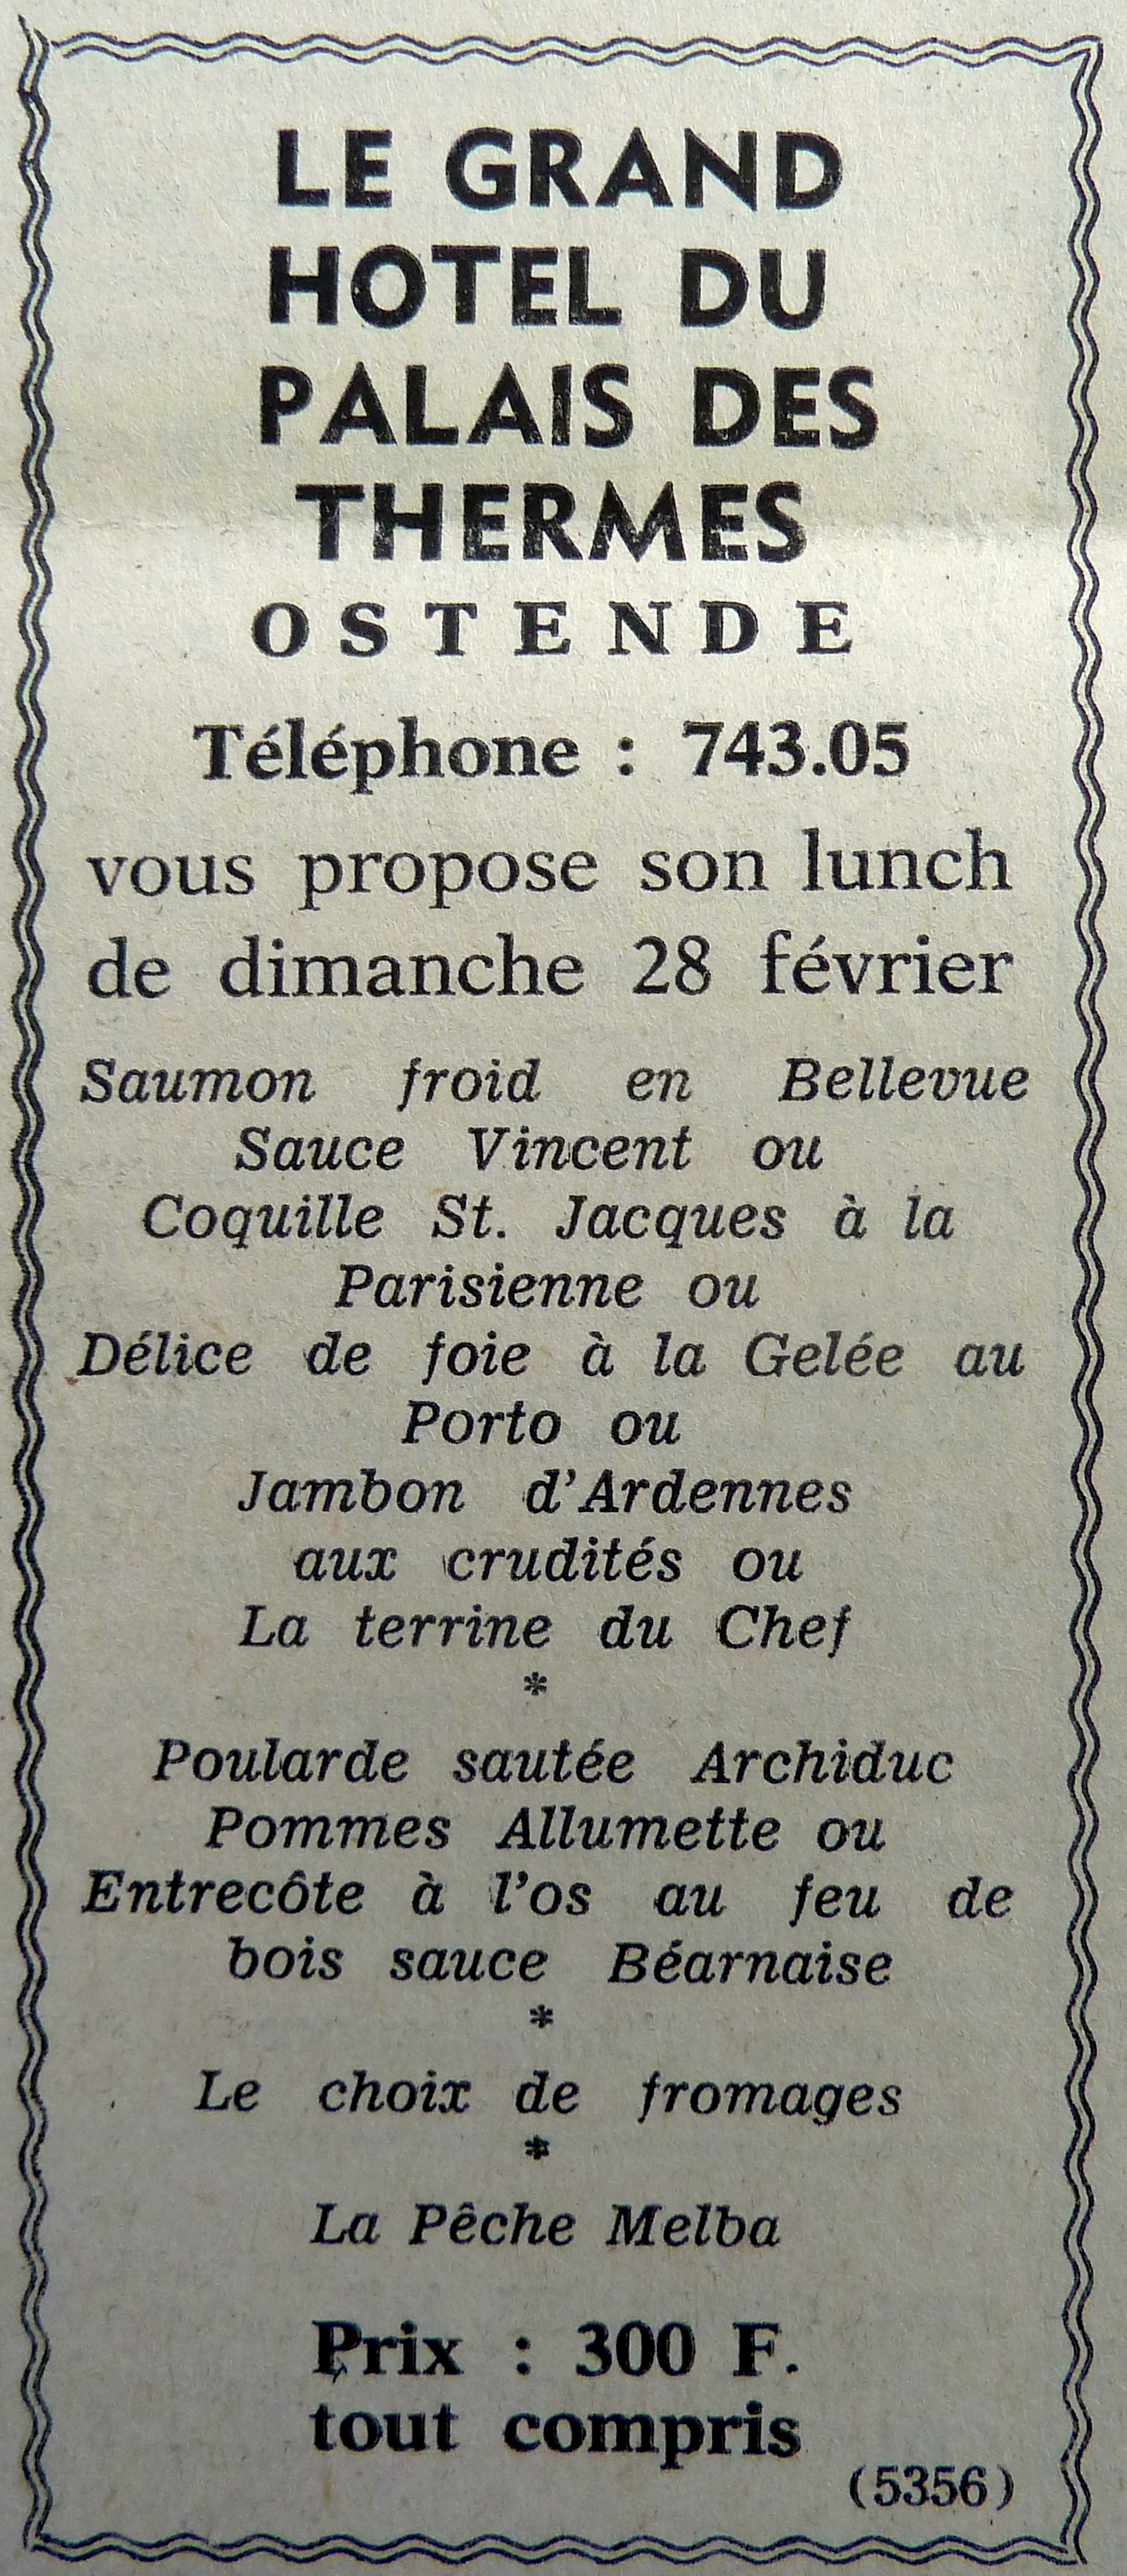 LE GRAND
HOTEL DU
PALAIS DES
THERMES
OSTENDE
Téléphone : 743.05
vous propose son lunch
de dimanche 28 février
Saumon froid en Bellevue
Sauce Vincent ou
Coquille St. Jacques à la
Parisienne ou
Délice de foie à la Gelée au
Porto ou
Jambon d'Ardennes
aux crudités ou
La terrine du Chef
*
Poularde sautée Archiduc
Pommes Allumette ou
Entrecôte à l'os au feu de
bois sauce Béarnaise
*
Le choix de fromages
*
La Pêche Melba
Prix : 300 F.
tout compris
(5356)